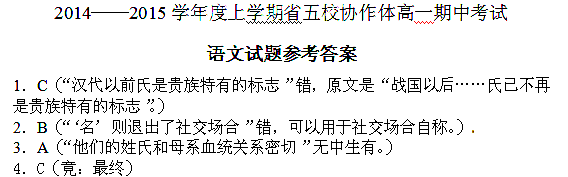 2014——2015 学年度上学期省五校协作体高一期中考试
语文试题参考答案
1．C（“汉代以前氏是贵族特有的标志 ”错，原文是“战国以后……氏已不再
是贵族特有的标志 ”。）
2．B（“‘名’ 则退出了社交场合 ”错，可以用于社交场合自称。）.
3．A（“他们的姓氏和母系血统关系密切 ”无中生有。）
4．C（竟：最终）